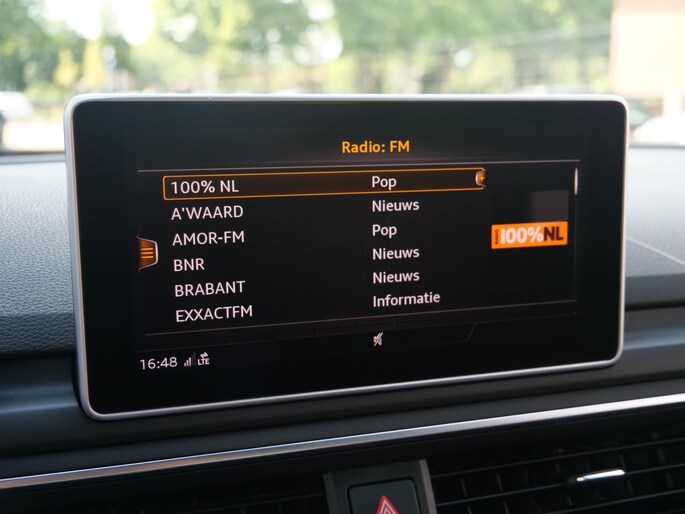 Radio: FM
100% NL Pop
A'WAARD Nieuws
AMOR-FM Pop
BNR Nieuws
BRABANT Nieuws
EXXACTFM Informatie
100%NL
16:48 LTE